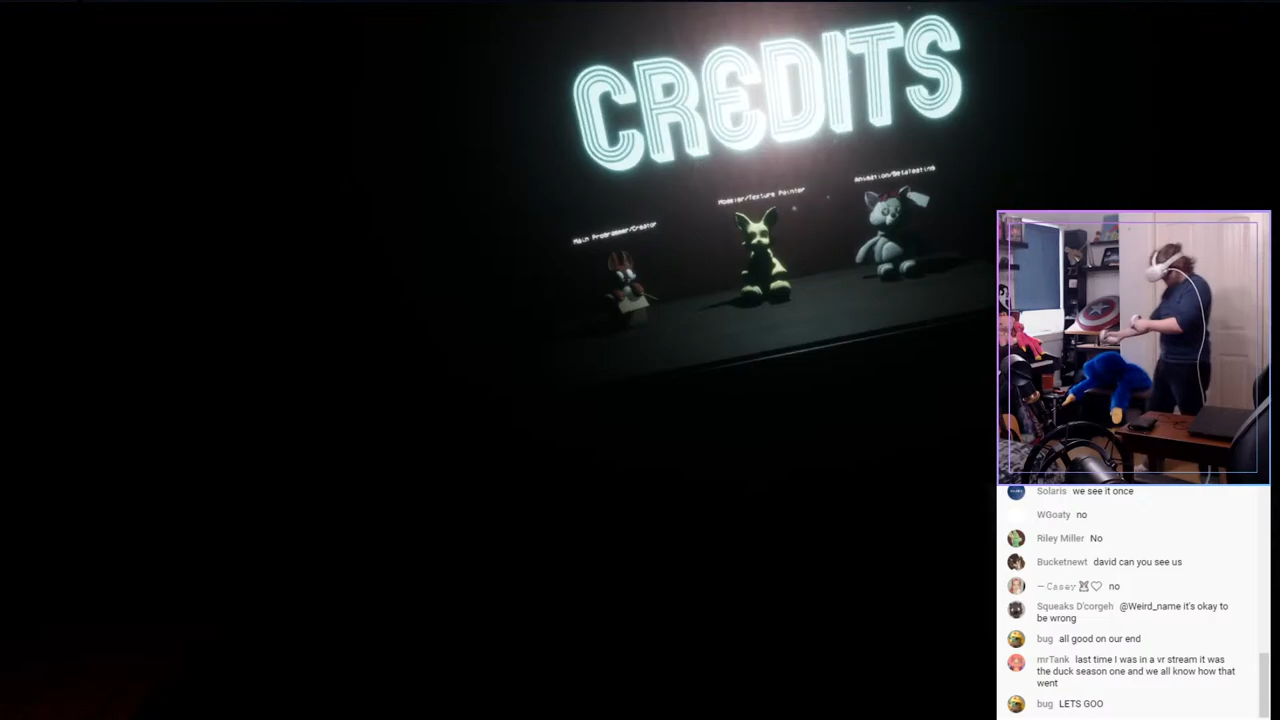 CREDITS
Animation/Betatesting
Modeler/Texture Painter
Main Programmer/Creator
Solaris we see it once
WGoaty no
Riley Miller No
Bucketnewt david can you see us
—Casey no
Squeaks D'corgeh @Weird_name it's okay to
be wrong
bug all good on our end
mrTank last time I was in a vr stream it was
the duck season one and we all know how that
went
bug LETS GOO